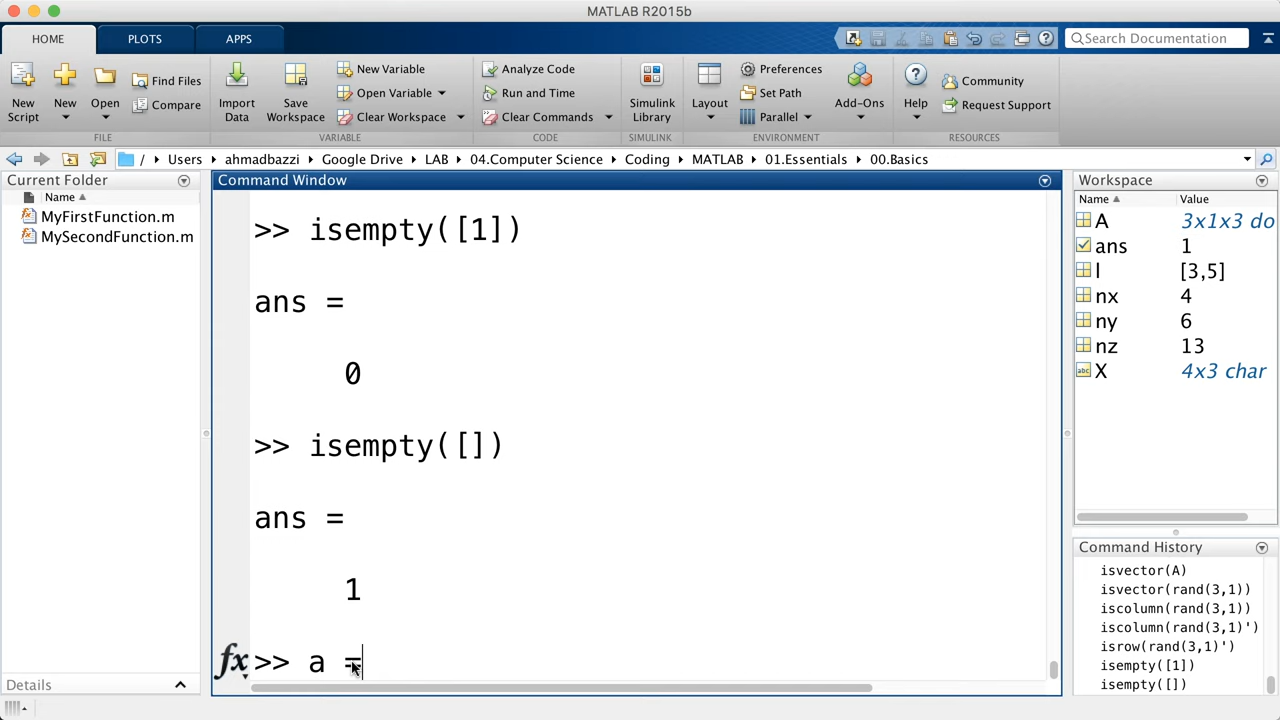 MATLAB R2015b
HOME PLOTS APPS Search Documentation
New Script New Open Find Files Compare Import Data Save Workspace New Variable Open Variable Clear Workspace Analyze Code Run and Time Clear Commands Simulink Library Layout Preferences Set Path Parallel Add-Ons Help Community Request Support
FILE VARIABLE CODE SIMULINK ENVIRONMENT RESOURCES
/ Users ahmadbazzi Google Drive LAB 04.Computer Science Coding MATLAB 01.Essentials 00.Basics
Current Folder
Name
MyFirstFunction.m
MySecondFunction.m
Details
Command Window
>> isempty([1])
ans =
0
>> isempty([])
ans =
1
fx >> a =
Workspace
Name Value
A 3x1x3 do
ans 1
l [3,5]
nx 4
ny 6
nz 13
abc X 4x3 char
Command History
isvector(A)
isvector(rand(3,1))
iscolumn(rand(3,1))
iscolumn(rand(3,1)')
isrow(rand(3,1)')
isempty([1])
isempty([])